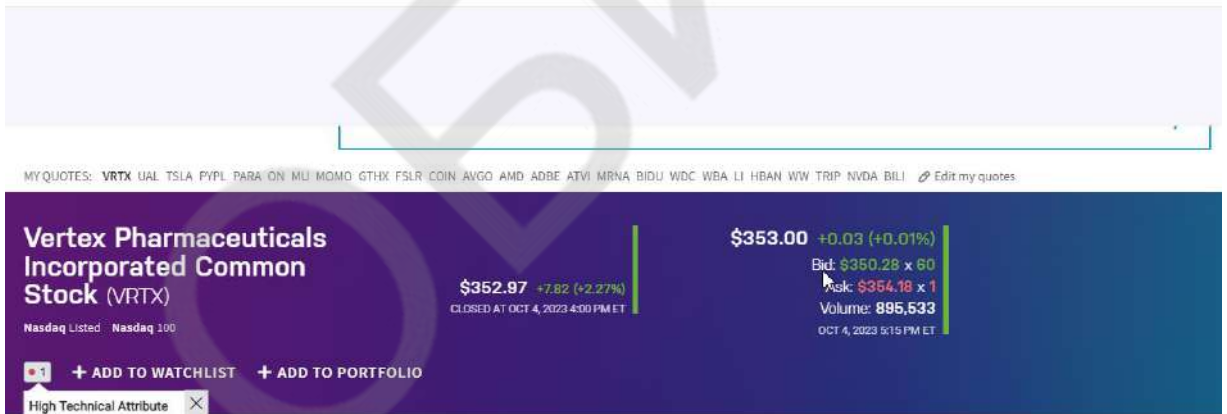 MY QUOTES: VRTX UAL TSLA PYPL PARA ON MU MOMO GTHX FSLR COIN AVGO AMD ADBE ATVI MRNA BIDU WDC WBA LI HBAN WW TRIP NVDA BILI Edit my quotes
Vertex Pharmaceuticals
Incorporated Common
Stock (VRTX)
Nasdaq Listed Nasdaq 100
$352.97 +7.82 (+2.27%)
CLOSED AT OCT 4, 2023 4:00 PM ET
$353.00 +0.03 (+0.01%)
Bid: $350.28 x 60
Ask: $354.18 x 1
Volume: 895,533
OCT 4, 2023 5:15 PM ET
1 + ADD TO WATCHLIST + ADD TO PORTFOLIO
High Technical Attribute